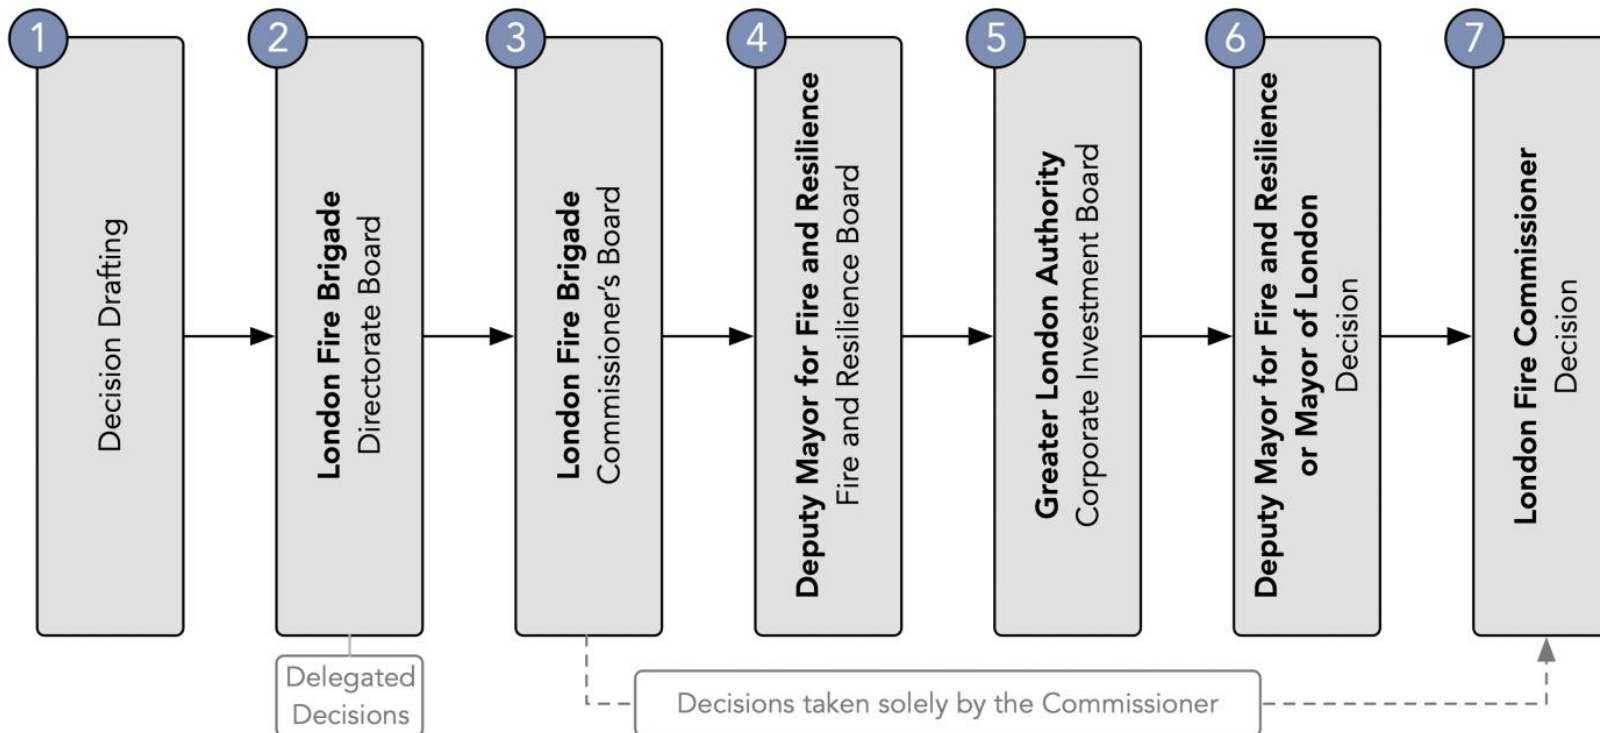 1
Decision Drafting
2
London Fire Brigade
Directorate Board
3
London Fire Brigade
Commissioner's Board
4
Deputy Mayor for Fire and Resilience
Fire and Resilience Board
5
Greater London Authority
Corporate Investment Board
6
Deputy Mayor for Fire and Resilience
or Mayor of London
Decision
7
London Fire Commissioner
Decision
Delegated
Decisions
Decisions taken solely by the Commissioner